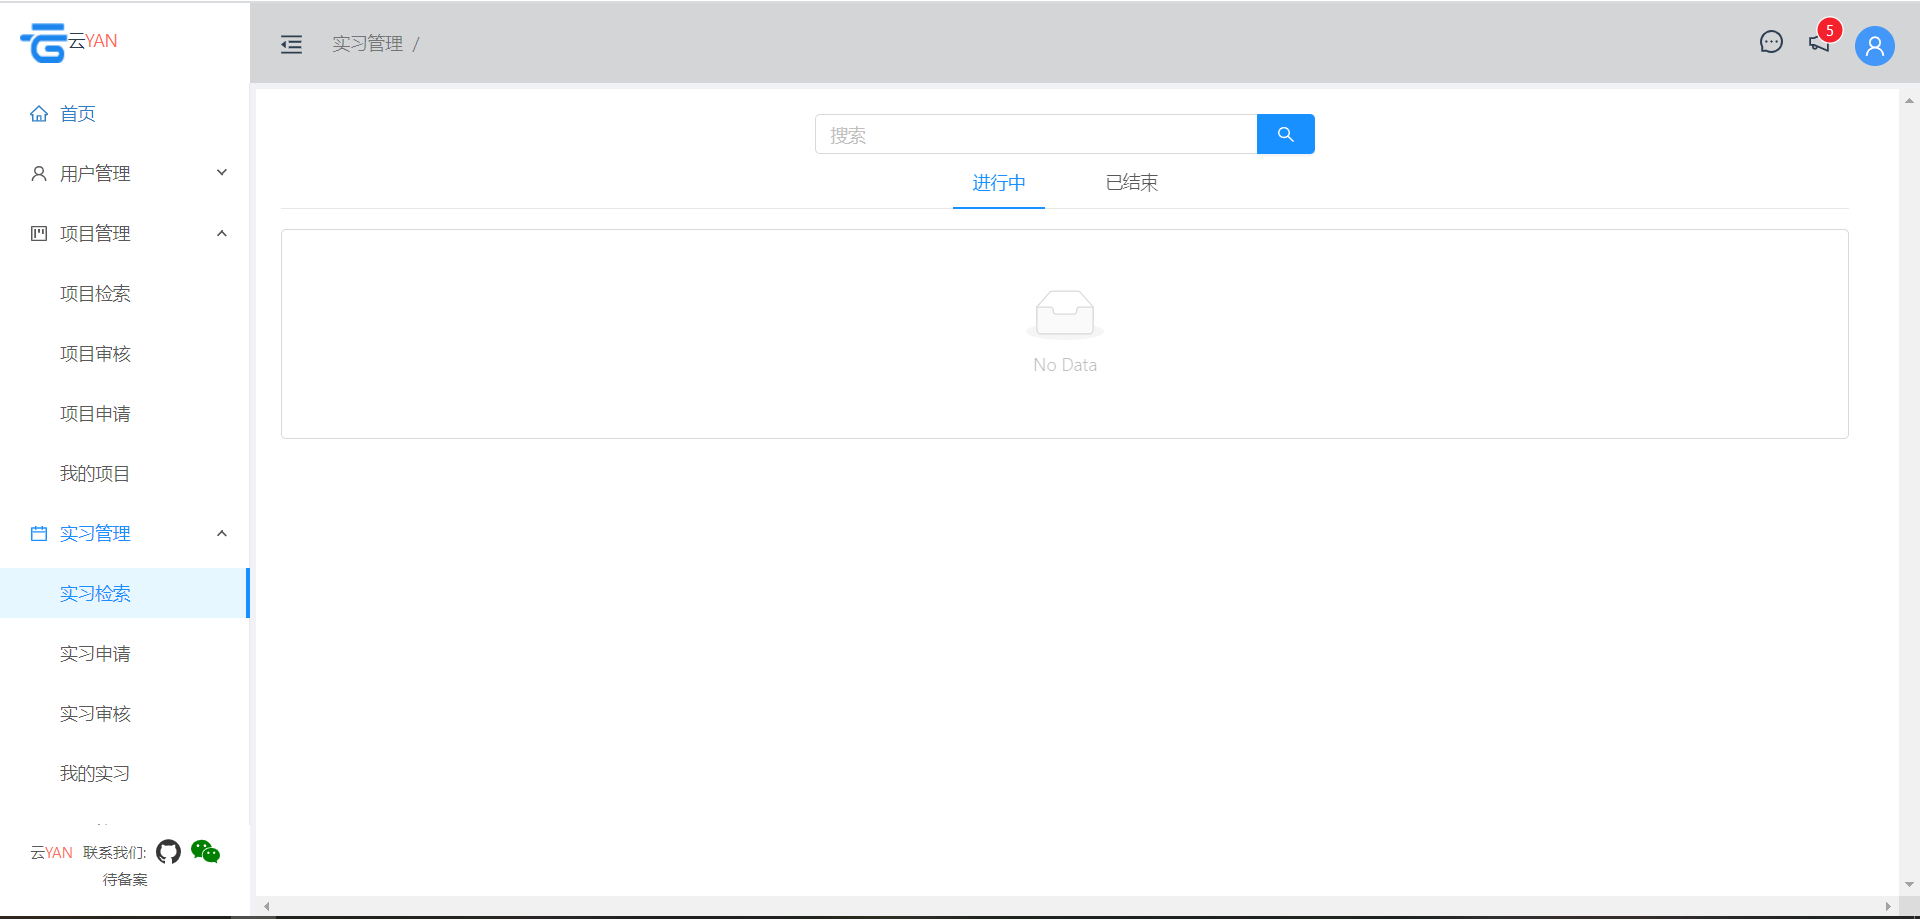 云YAN
实习管理 /
5
首页
用户管理
项目管理
项目检索
项目审核
项目申请
我的项目
实习管理
实习检索
实习申请
实习审核
我的实习
云YAN 联系我们:
待备案
搜索
进行中 已结束
No Data